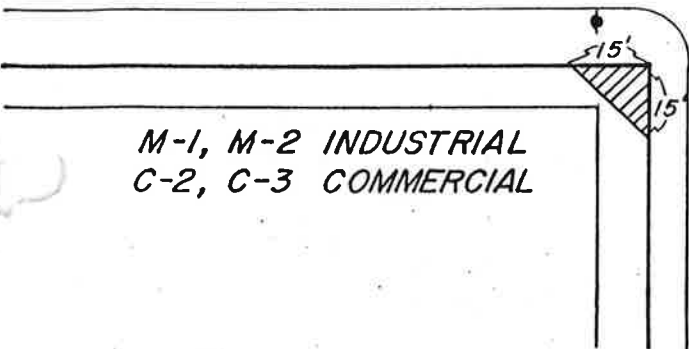 15'
15'
M-1, M-2 INDUSTRIAL
C-2, C-3 COMMERCIAL